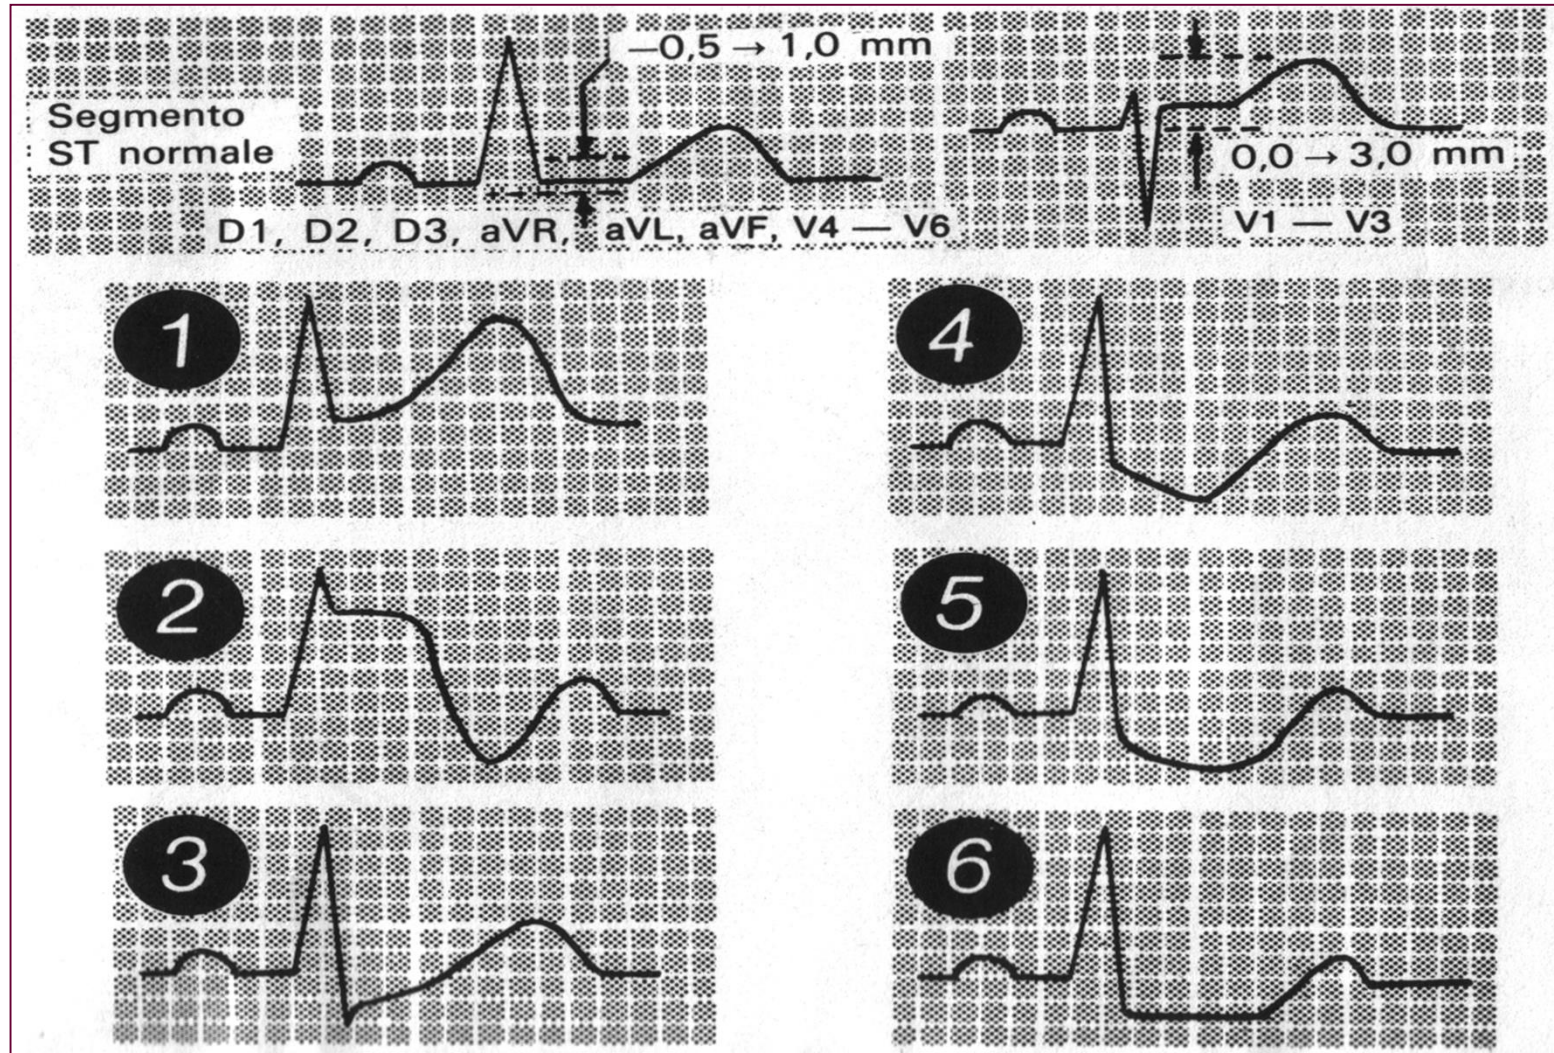 —0,5 → 1,0 mm
Segmento
ST normale
0,0 → 3,0 mm
D1, D2, D3, aVR, aVL, aVF, V4 — V6
V1 — V3
1
4
2
5
3
6